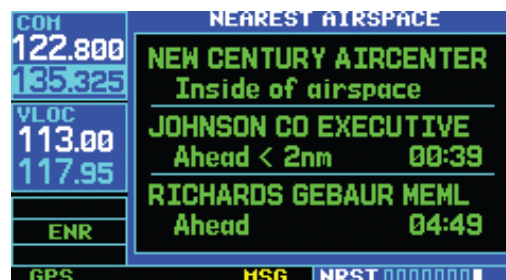 COM
122.800
135.325
VLOC
113.00
117.95
ENR
NEAREST AIRSPACE
NEW CENTURY AIRCENTER
Inside of airspace
JOHNSON CO EXECUTIVE
Ahead < 2nm 00:39
RICHARDS GEBAUR MEML
Ahead 04:49
GPS MSG NRST